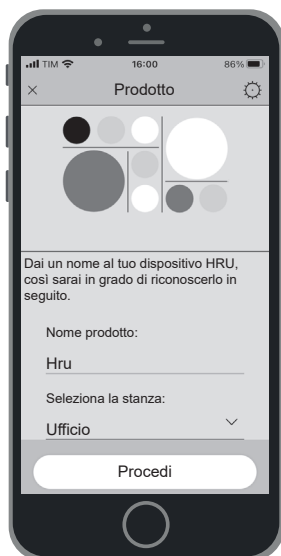 TIM 16:00 86%
× Prodotto
Dai un nome al tuo dispositivo HRU,
così sarai in grado di riconoscerlo in
seguito.
Nome prodotto:
Hru
Seleziona la stanza:
Ufficio
Procedi